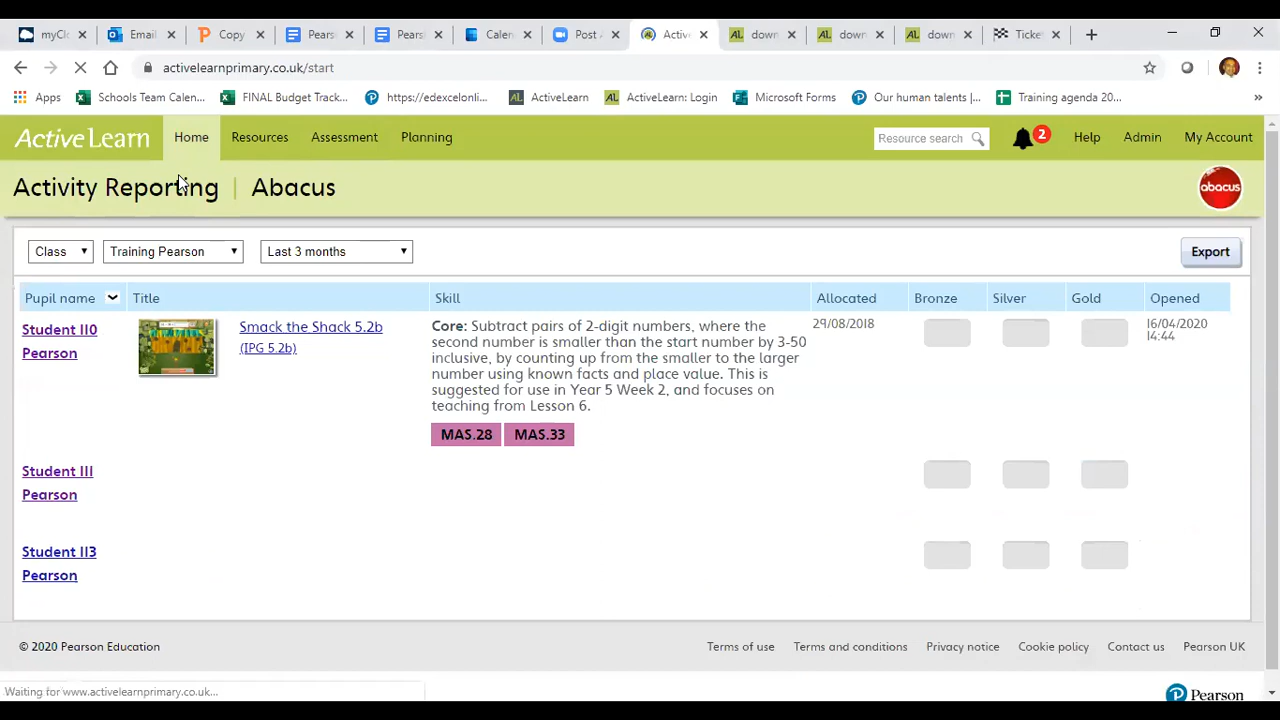 myClo
Email
Copy
Pears
Pears
Calen
Post A
Active
down
down
down
Ticke
activelearnprimary.co.uk/start
Apps
Schools Team Calen...
FINAL Budget Track...
https://edexcelonli...
ActiveLearn
ActiveLearn: Login
Microsoft Forms
Our human talents |...
Training agenda 20...
»
ActiveLearn
Home
Resources
Assessment
Planning
Resource search
2
Help
Admin
My Account
Activity Reporting | Abacus
abacus
Class
Training Pearson
Last 3 months
Export
Pupil name
Title
Skill
Allocated
Bronze
Silver
Gold
Opened
Student 110
Pearson
Smack the Shack 5.2b
(IPG 5.2b)
Core: Subtract pairs of 2-digit numbers, where the
second number is smaller than the start number by 3-50
inclusive, by counting up from the smaller to the larger
number using known facts and place value. This is
suggested for use in Year 5 Week 2, and focuses on
teaching from Lesson 6.
MAS.28
MAS.33
29/08/2018
16/04/2020
14:44
Student 111
Pearson
Student 113
Pearson
© 2020 Pearson Education
Terms of use
Terms and conditions
Privacy notice
Cookie policy
Contact us
Pearson UK
Waiting for www.activelearnprimary.co.uk...
Pearson